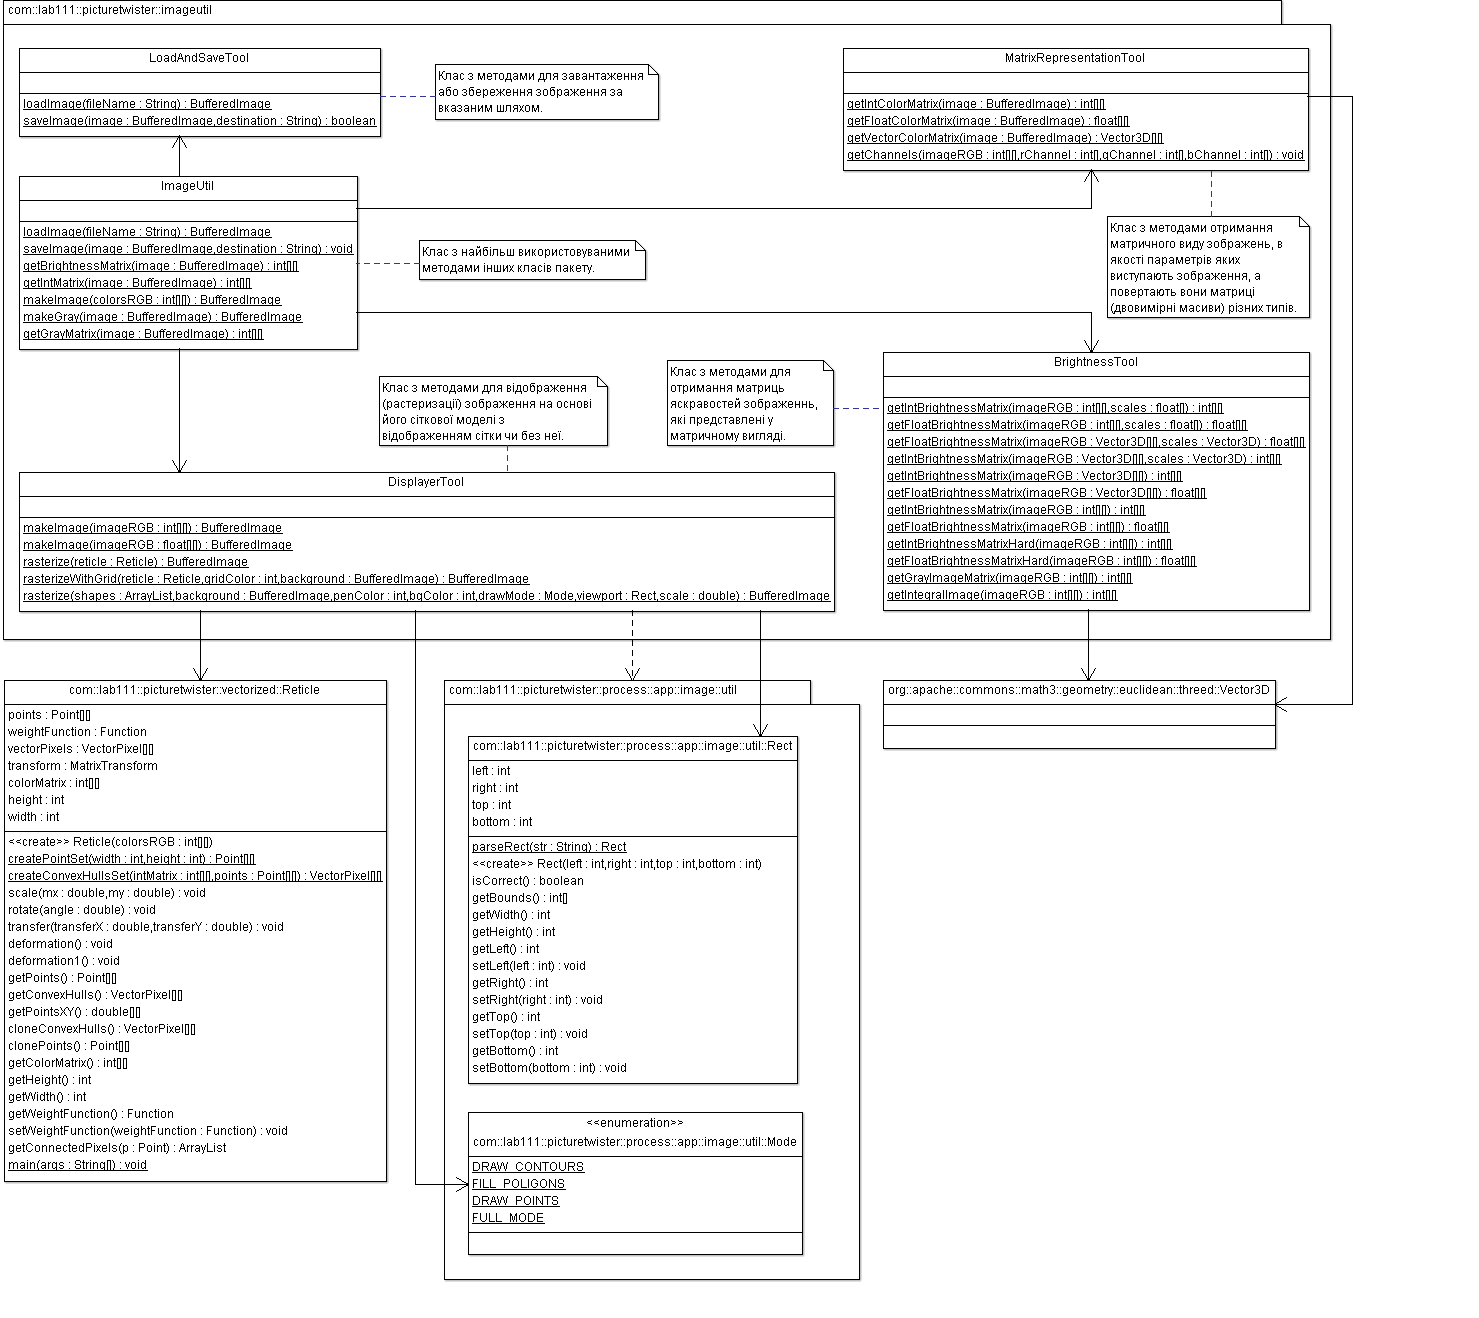 com::lab111::picturetwister::imageutil
LoadAndSaveTool
loadImage(fileName : String) : BufferedImage
saveImage(image : BufferedImage,destination : String) : boolean
Клас з методами для завантаження
або збереження зображення за
вказаним шляхом.
MatrixRepresentationTool
getIntColorMatrix(image : BufferedImage) : int[][]
getFloatColorMatrix(image : BufferedImage) : float[][]
getVectorColorMatrix(image : BufferedImage) : Vector3D[][]
getChannels(imageRGB : int[][],rChannel : int[],gChannel : int[],bChannel : int[]) : void
ImageUtil
loadImage(fileName : String) : BufferedImage
saveImage(image : BufferedImage,destination : String) : void
getBrightnessMatrix(image : BufferedImage) : int[][]
getIntMatrix(image : BufferedImage) : int[][]
makeImage(colorsRGB : int[][]) : BufferedImage
makeGray(image : BufferedImage) : BufferedImage
getGrayMatrix(image : BufferedImage) : int[][]
Клас з найбільш використовуваними
методами інших класів пакету.
Клас з методами отримання
матричного виду зображень, в
якості параметрів яких
виступають зображення, а
повертають вони матриці
(двовимірні масиви) різних типів.
Клас з методами для відображення
(растеризації) зображення на основі
його сіткової моделі з
відображенням сітки чи без неї.
Клас з методами для
отримання матриць
яскравостей зображеннь,
які представлені у
матричному вигляді.
BrightnessTool
getIntBrightnessMatrix(imageRGB : int[][],scales : float[]) : int[][]
getFloatBrightnessMatrix(imageRGB : int[][],scales : float[]) : float[][]
getFloatBrightnessMatrix(imageRGB : Vector3D[][],scales : Vector3D) : float[][]
getIntBrightnessMatrix(imageRGB : Vector3D[][],scales : Vector3D) : int[][]
getIntBrightnessMatrix(imageRGB : Vector3D[][]) : int[][]
getFloatBrightnessMatrix(imageRGB : Vector3D[][]) : float[][]
getIntBrightnessMatrix(imageRGB : int[][]) : int[][]
getFloatBrightnessMatrix(imageRGB : int[][]) : float[][]
getIntBrightnessMatrixHard(imageRGB : int[][]) : int[][]
getFloatBrightnessMatrixHard(imageRGB : int[][]) : float[][]
getGrayImageMatrix(imageRGB : int[][]) : int[][]
getIntegralImage(imageRGB : int[][]) : int[][]
DisplayerTool
makeImage(imageRGB : int[][]) : BufferedImage
makeImage(imageRGB : float[][]) : BufferedImage
rasterize(reticle : Reticle) : BufferedImage
rasterizeWithGrid(reticle : Reticle,gridColor : int,background : BufferedImage) : BufferedImage
rasterize(shapes : ArrayList,background : BufferedImage,penColor : int,bgColor : int,drawMode : Mode,viewport : Rect,scale : double) : BufferedImage
com::lab111::picturetwister::vectorized::Reticle
points : Point[][]
weightFunction : Function
vectorPixels : VectorPixel[][]
transform : MatrixTransform
colorMatrix : int[][]
height : int
width : int
<<create>> Reticle(colorsRGB : int[][])
createPointSet(width : int,height : int) : Point[][]
createConvexHullsSet(intMatrix : int[][],points : Point[][]) : VectorPixel[][]
scale(mx : double,my : double) : void
rotate(angle : double) : void
transfer(transferX : double,transferY : double) : void
deformation() : void
deformation1() : void
getPoints() : Point[][]
getConvexHulls() : VectorPixel[][]
getPointsXY() : double[][]
cloneConvexHulls() : VectorPixel[][]
clonePoints() : Point[][]
getColorMatrix() : int[][]
getHeight() : int
getWidth() : int
getWeightFunction() : Function
setWeightFunction(weightFunction : Function) : void
getConnectedPixels(p : Point) : ArrayList
main(args : String[]) : void
com::lab111::picturetwister::process::app::image::util
com::lab111::picturetwister::process::app::image::util::Rect
left : int
right : int
top : int
bottom : int
parseRect(str : String) : Rect
<<create>> Rect(left : int,right : int,top : int,bottom : int)
isCorrect() : boolean
getBounds() : int[]
getWidth() : int
getHeight() : int
getLeft() : int
setLeft(left : int) : void
getRight() : int
setRight(right : int) : void
getTop() : int
setTop(top : int) : void
getBottom() : int
setBottom(bottom : int) : void
<<enumeration>>
com::lab111::picturetwister::process::app::image::util::Mode
DRAW_CONTOURS
FILL_POLIGONS
DRAW_POINTS
FULL_MODE
org::apache::commons::math3::geometry::euclidean::threed::Vector3D